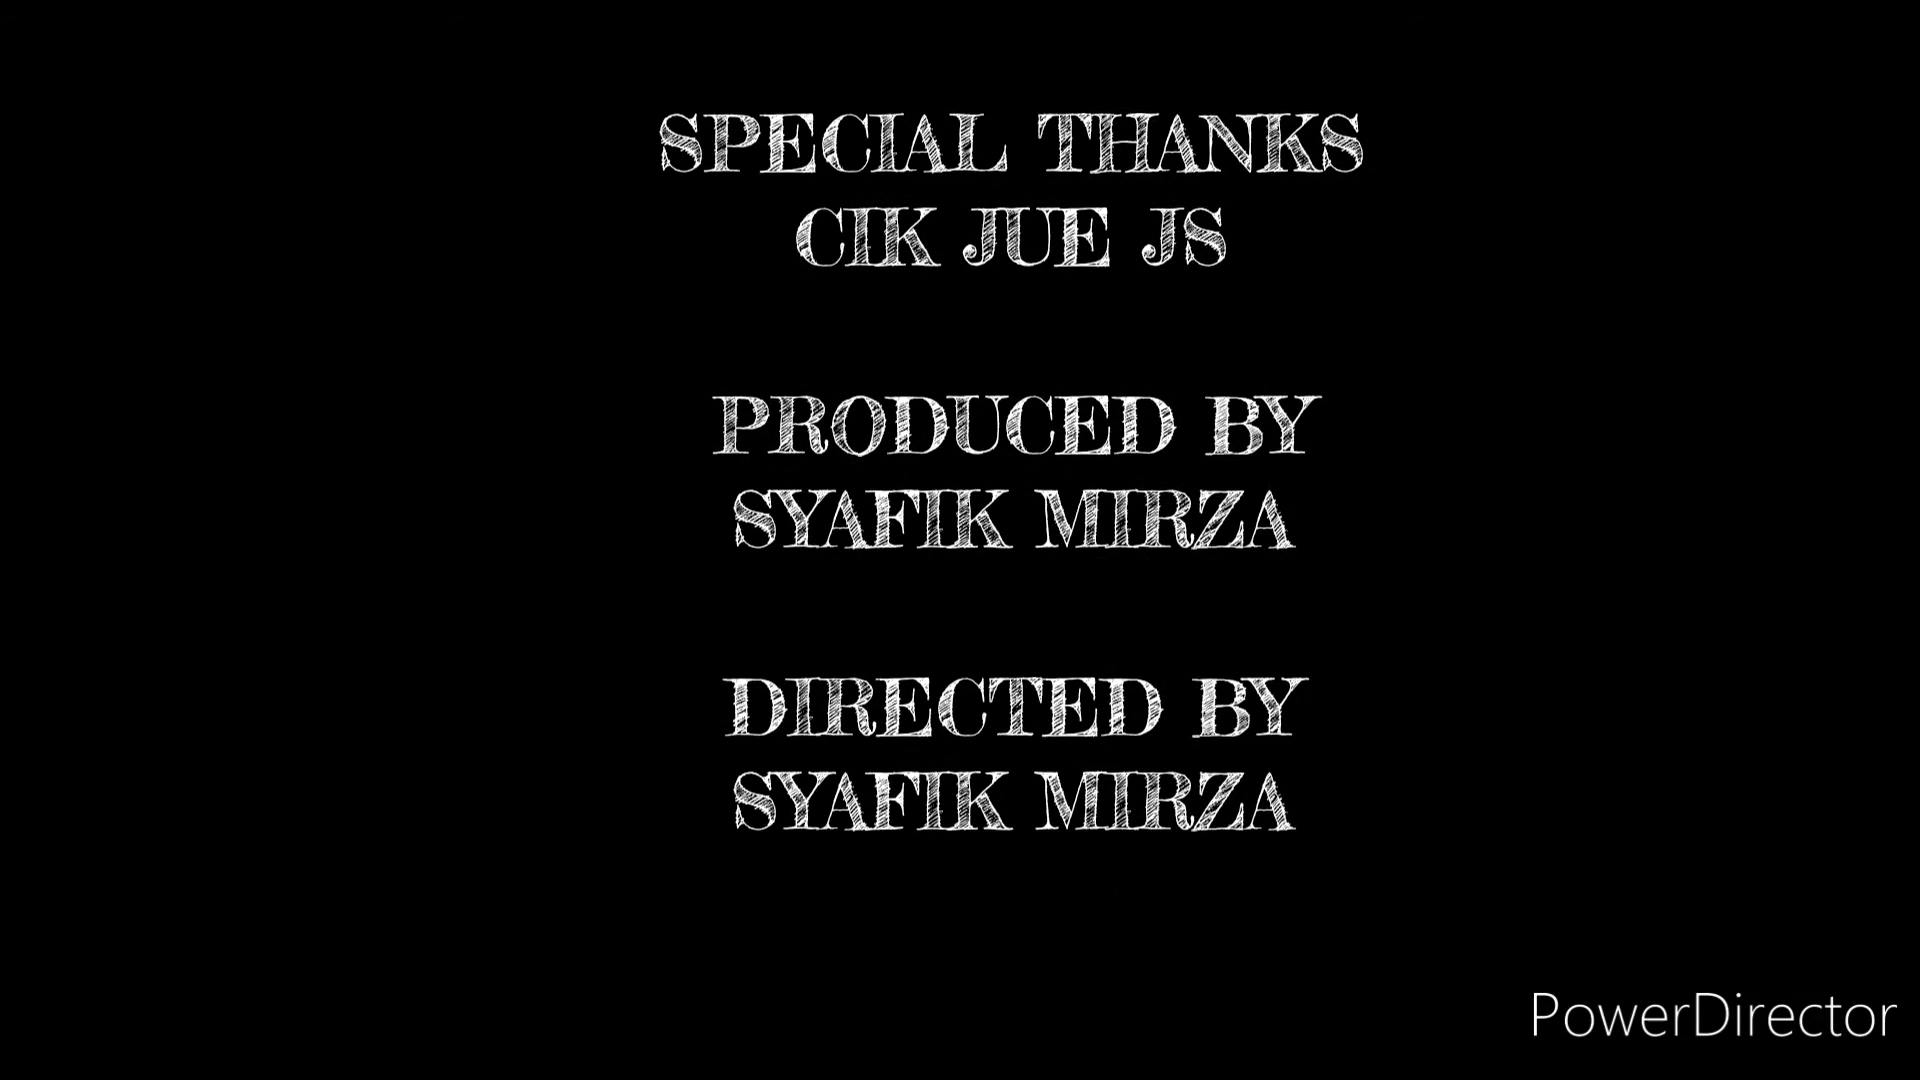 SPECIAL THANKS
CIK JUE JS
PRODUCED BY
SYAFIK MIRZA
DIRECTED BY
SYAFIK MIRZA
PowerDirector